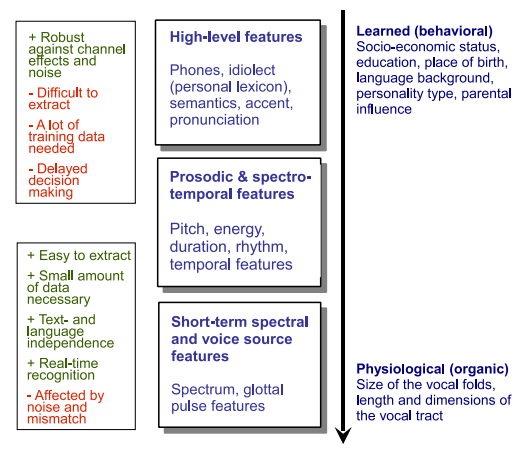 + Robust
against channel
effects and
noise
- Difficult to
extract
- A lot of
training data
needed
- Delayed
decision
making
High-level features
Phones, idiolect
(personal lexicon),
semantics, accent,
pronunciation
Learned (behavioral)
Socio-economic status,
education, place of birth,
language background,
personality type, parental
influence
Prosodic & spectro-
temporal features
Pitch, energy,
duration, rhythm,
temporal features
+ Easy to extract
+ Small amount
of data
necessary
+ Text- and
language
independence
+ Real-time
recognition
- Affected by
noise and
mismatch
Short-term spectral
and voice source
features
Spectrum, glottal
pulse features
Physiological (organic)
Size of the vocal folds,
length and dimensions
of the vocal tract